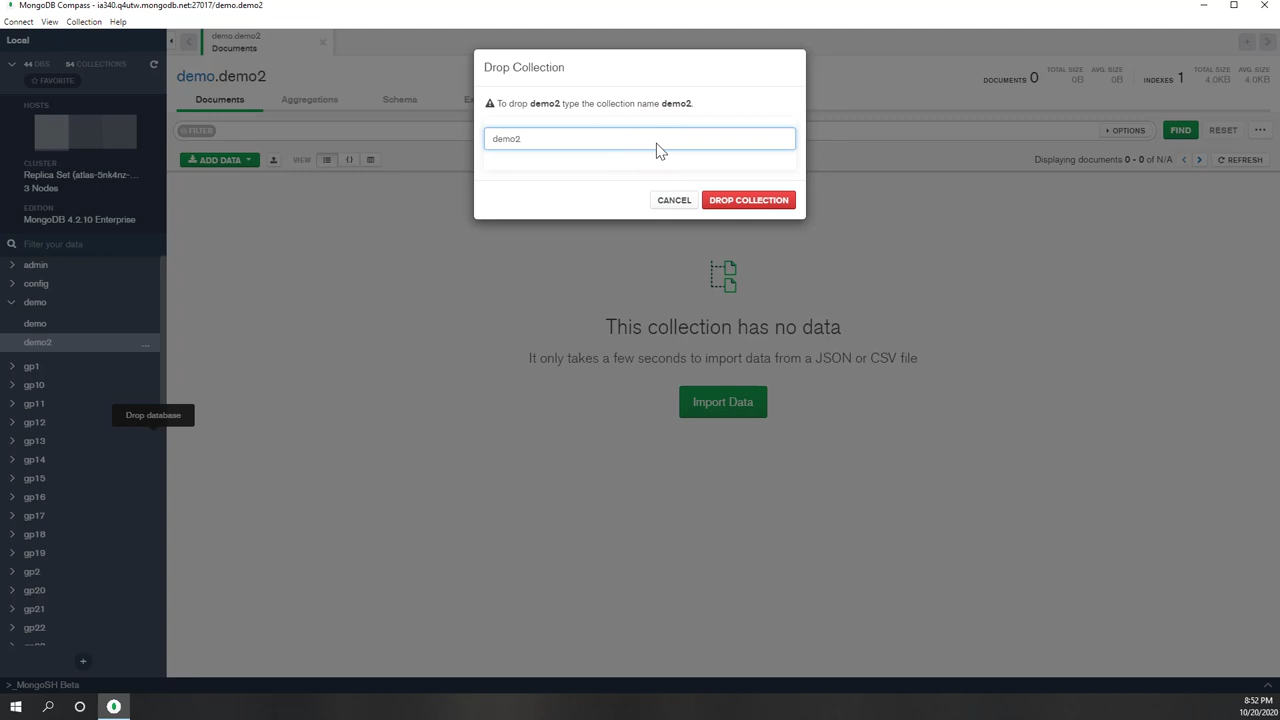 MongoDB Compass - ia340.q4utw.mongodb.net:27017/demo.demo2
Connect View Collection Help
Local
44 DBS 54 COLLECTIONS
FAVORITE
HOSTS
CLUSTER
Replica Set (atlas-5nk4nz-...
3 Nodes
EDITION
MongoDB 4.2.10 Enterprise
Filter your data
admin
config
demo
demo
demo2
...
gp1
gp10
gp11
gp12
gp13
gp14
gp15
gp16
gp17
gp18
gp19
gp2
gp20
gp21
gp22
Drop database
>_MongoSH Beta
demo.demo2
Documents
demo.demo2
DOCUMENTS 0
TOTAL SIZE
0B
AVG. SIZE
0B
INDEXES 1
TOTAL SIZE
4.0KB
AVG. SIZE
4.0KB
Documents
Aggregations
Schema
FILTER
OPTIONS
FIND
RESET
...
ADD DATA
VIEW
Displaying documents 0 - 0 of N/A
REFRESH
Drop Collection
To drop demo2 type the collection name demo2.
demo2
CANCEL
DROP COLLECTION
This collection has no data
It only takes a few seconds to import data from a JSON or CSV file
Import Data
8:52 PM
10/20/2020